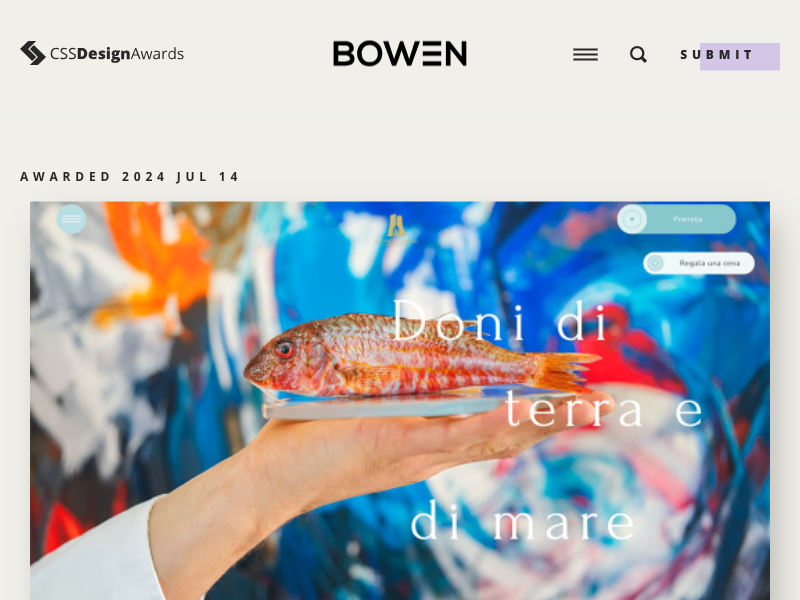 CSSDesignAwards
BOWEN
SUBMIT
AWARDED 2024 JUL 14
Prenota
Regala una cena
Doni di
terra e
di mare